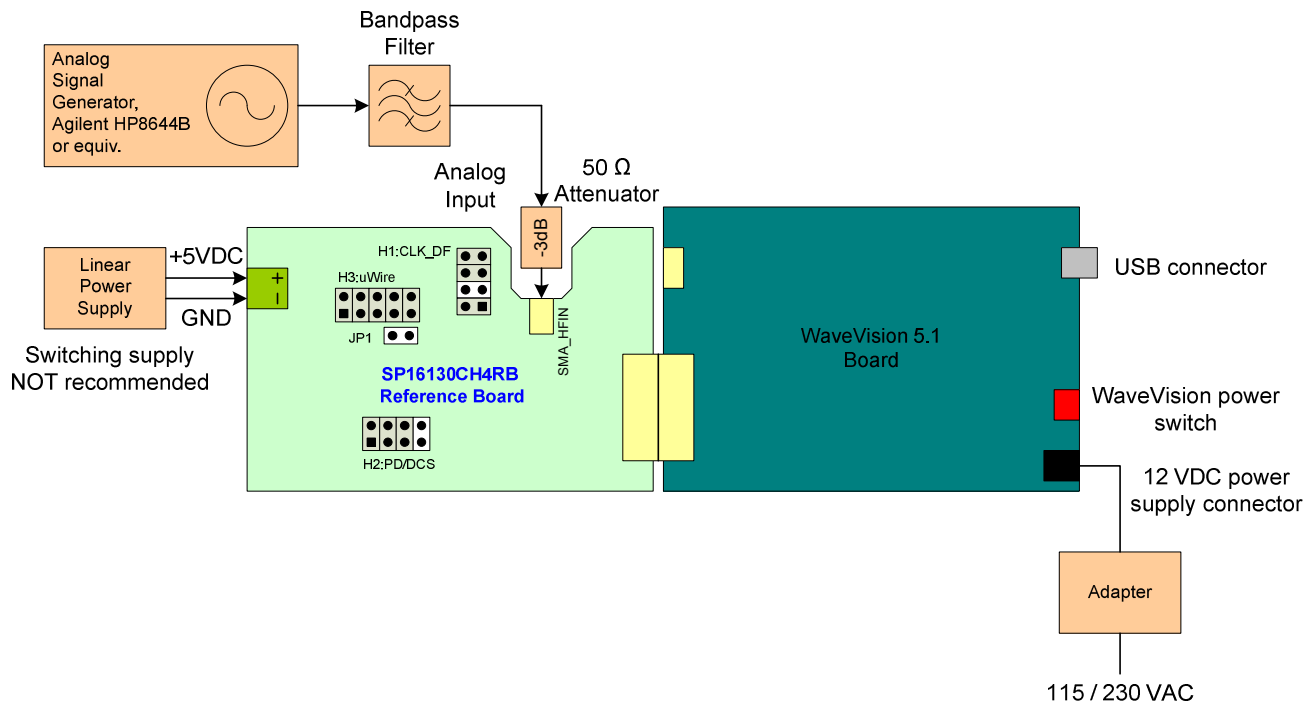 Bandpass
Filter
Analog
Signal
Generator,
Agilent HP8644B
or equiv.
Analog
Input
50 Ω
Attenuator
-3dB
+5VDC
Linear
Power
Supply
GND
Switching supply
NOT recommended
+
−
H1:CLK_DF
H3:uWire
JP1
SMA_HFIN
SP16130CH4RB
Reference Board
H2:PD/DCS
WaveVision 5.1
Board
USB connector
WaveVision power
switch
12 VDC power
supply connector
Adapter
115 / 230 VAC